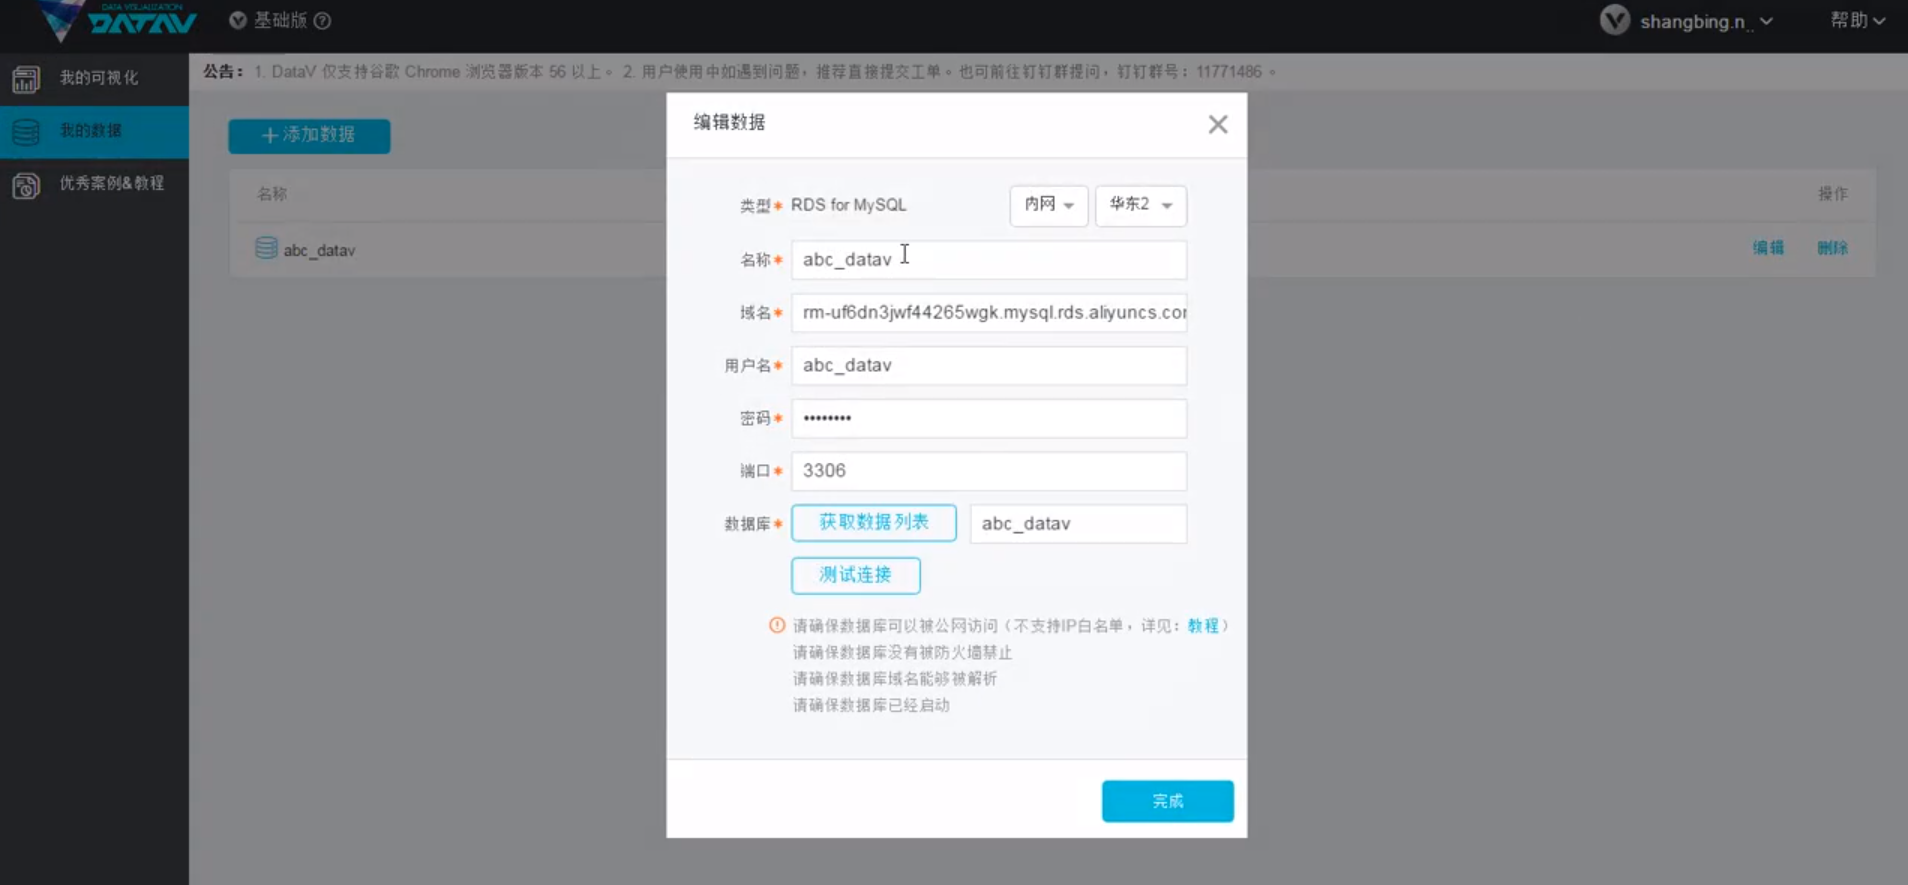 DATA VISUALIZATION
DATAV
基础版
shangbing.n..
帮助
我的可视化
我的数据
优秀案例&教程
公告：1. DataV 仅支持谷歌 Chrome 浏览器版本 56 以上。 2. 用户使用中如遇到问题，推荐直接提交工单。也可前往钉钉群提问，钉钉群号：11771486 。
+添加数据
名称
操作
abc_datav
编辑
删除
编辑数据
类型* RDS for MySQL
内网
华东2
名称* abc_datav
域名* rm-uf6dn3jwf44265wgk.mysql.rds.aliyuncs.cor
用户名* abc_datav
密码* ••••••••
端口* 3306
数据库* 获取数据列表 abc_datav
测试连接
请确保数据库可以被公网访问（不支持IP白名单，详见：教程）
请确保数据库没有被防火墙禁止
请确保数据库域名能够被解析
请确保数据库已经启动
完成